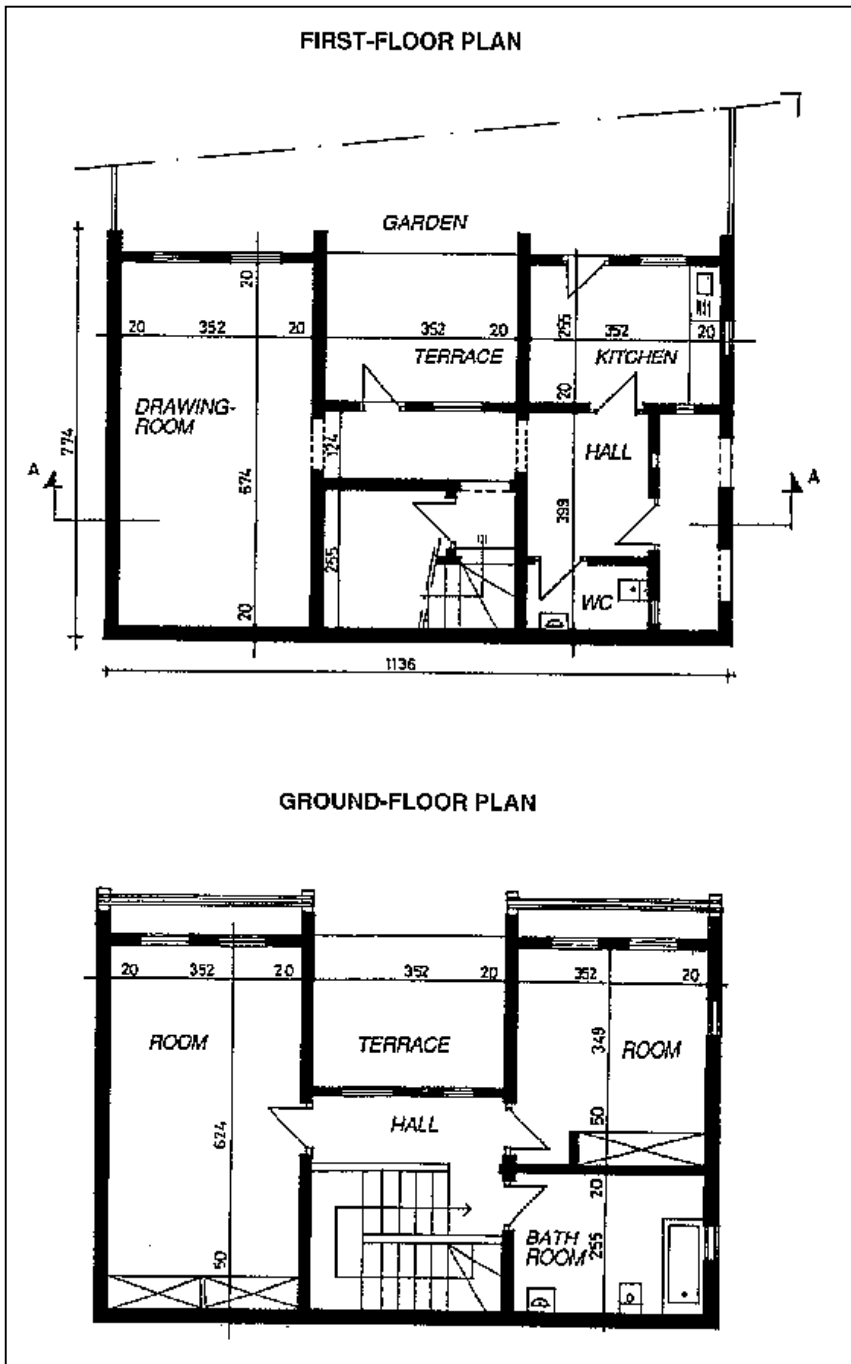 FIRST-FLOOR PLAN
GARDEN
20
20 352 20 352 20 255 352 20
TERRACE KITCHEN
20
DRAWING-
ROOM
774
124
HALL
A A
674
399
255
WC
20
1136
GROUND-FLOOR PLAN
20 352 20 352 20 352 20
ROOM TERRACE 349 ROOM
HALL
50
624
20
BATH
ROOM 255
50